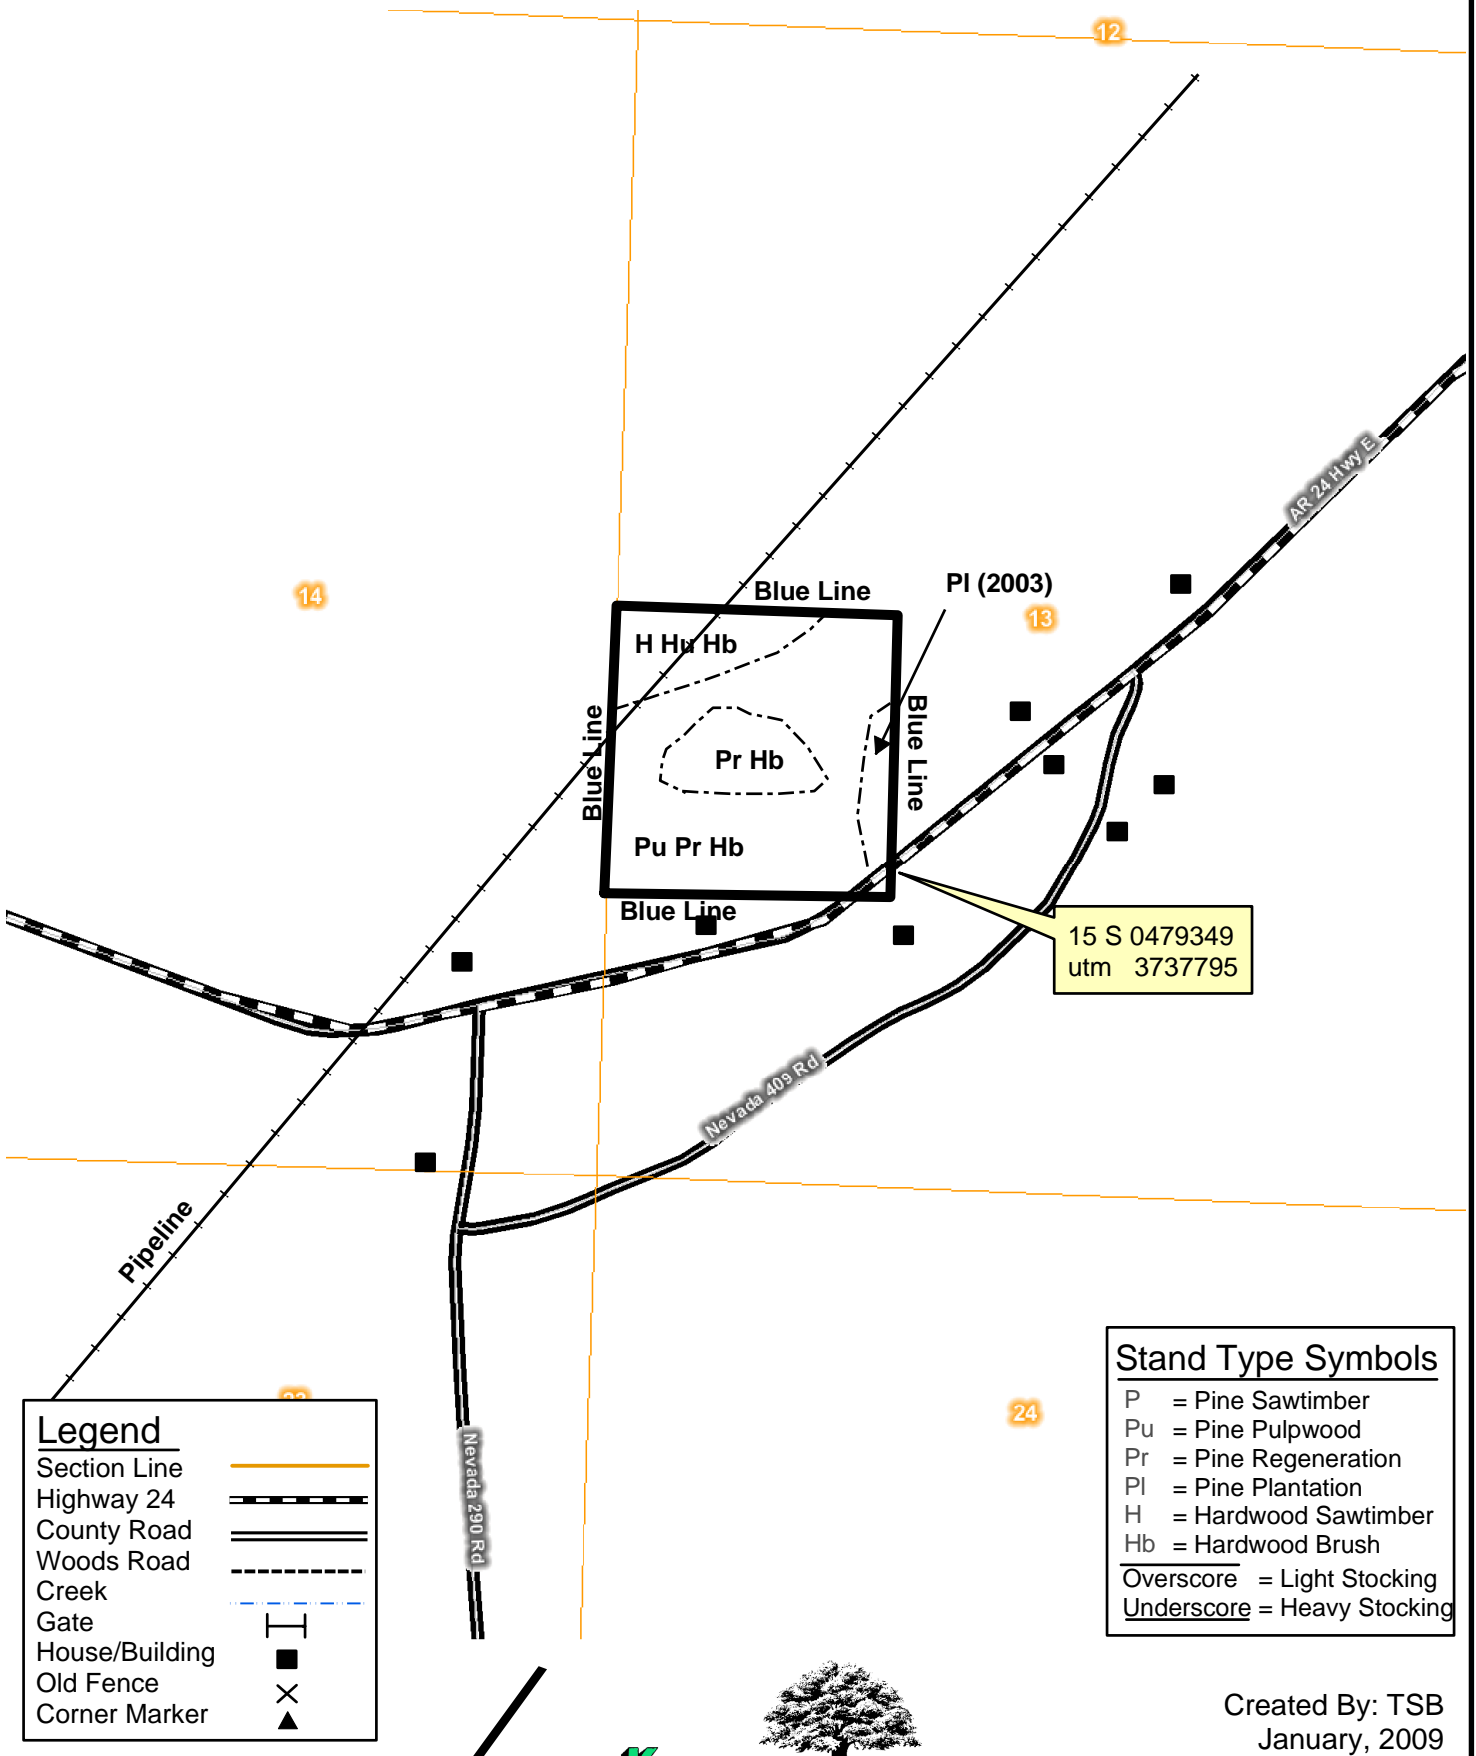 12
AR 24 Hwy E
14
Blue Line
Pl (2003)
13
H Hu Hb
Blue Line
Blue Line
Pr Hb
Pu Pr Hb
Blue Line
15 S 0479349
utm 3737795
Nevada 409 Rd
Pipeline
24
Nevada 290 Rd
Legend
Section Line
Highway 24
County Road
Woods Road
Creek
Gate
House/Building
Old Fence
Corner Marker
Stand Type Symbols
P = Pine Sawtimber
Pu = Pine Pulpwood
Pr = Pine Regeneration
Pl = Pine Plantation
H = Hardwood Sawtimber
Hb = Hardwood Brush
Overscore = Light Stocking
Underscore = Heavy Stocking
Created By: TSB
January, 2009